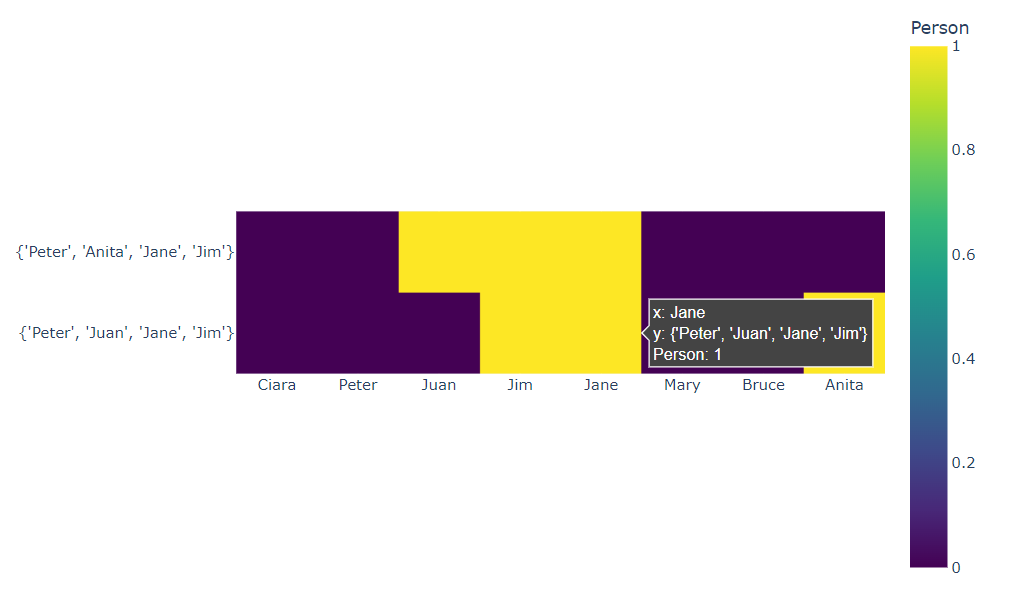 Person
1
0.8
0.6
0.4
0.2
0
{'Peter', 'Anita', 'Jane', 'Jim'}
{'Peter', 'Juan', 'Jane', 'Jim'}
x: Jane
y: {'Peter', 'Juan', 'Jane', 'Jim'}
Person: 1
Ciara Peter Juan Jim Jane Mary Bruce Anita